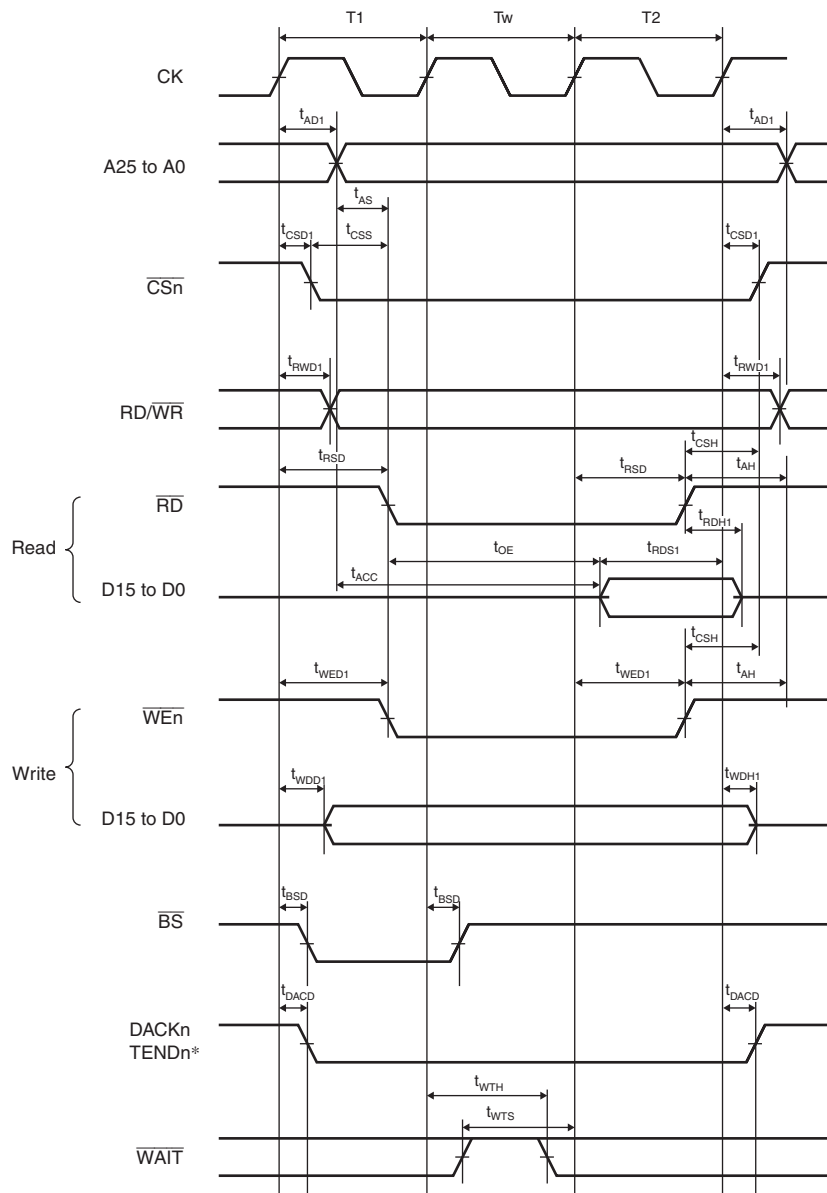 T1 Tw T2
CK
tAD1 tAD1
A25 to A0
tAS
tCSD1 tCSS tCSD1
CSn
tRWD1 tRWD1
RD/WR
tCSH
tRSD tRSD tAH
RD
tRDH1
Read
tOE tRDS1
tACC
D15 to D0
tCSH
tWED1 tWED1 tAH
WEn
Write
tWDD1 tWDH1
D15 to D0
tBSD tBSD
BS
tDACD tDACD
DACKn
TENDn*
tWTH
tWTS
WAIT